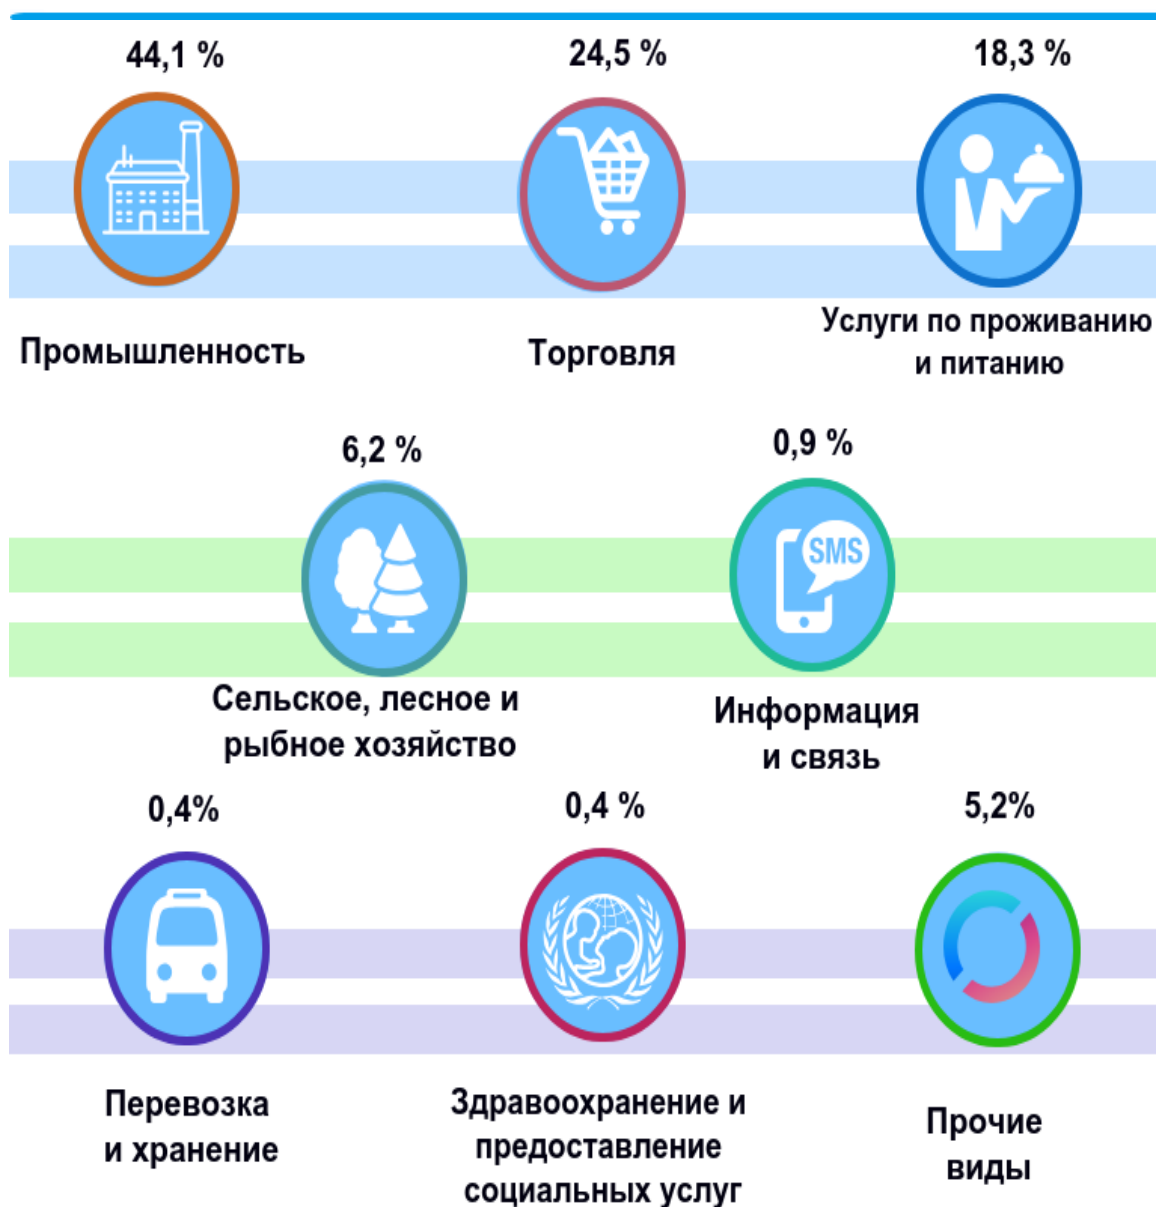 44,1 %
24,5 %
18,3 %
Промышленность
Торговля
Услуги по проживанию
и питанию
6,2 %
0,9 %
SMS
Сельское, лесное и
рыбное хозяйство
Информация
и связь
0,4%
0,4 %
5,2%
Перевозка
и хранение
Здравоохранение и
предоставление
социальных услуг
Прочие
виды